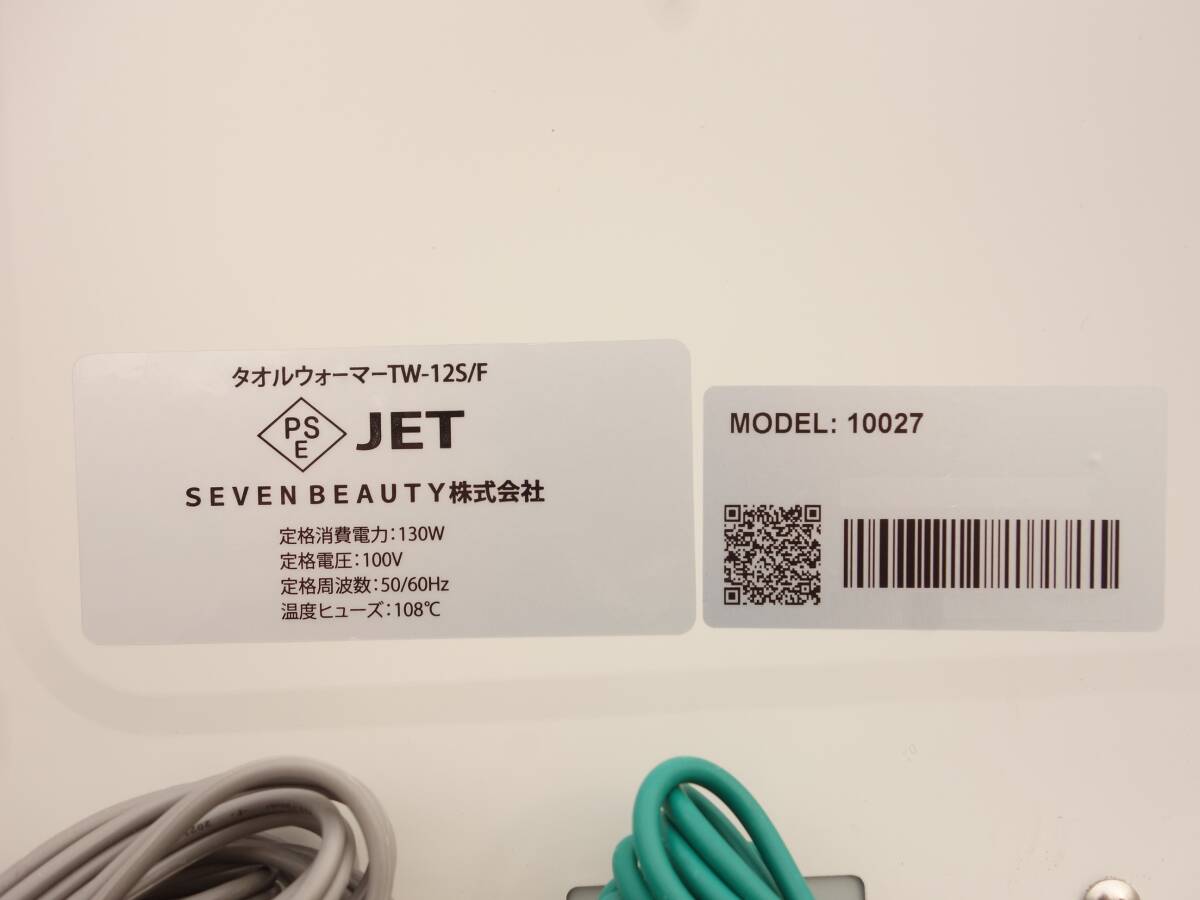 タオルウォーマーTW-12S/F
PS
E
JET
SEVEN BEAUTY株式会社
定格消費電力：130W
定格電圧：100V
定格周波数：50/60Hz
温度ヒューズ：108℃
MODEL: 10027